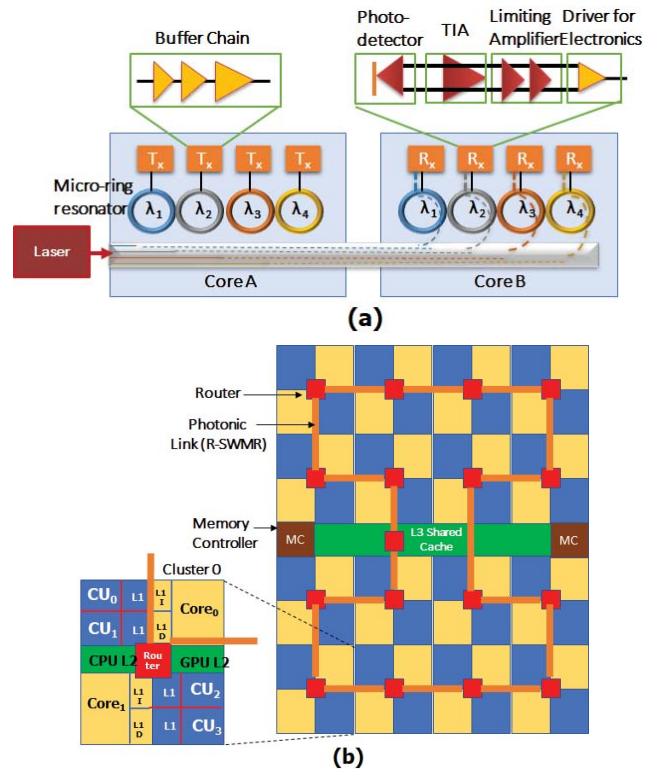 Buffer Chain
Photo-
detector
TIA
Limiting
Amplifier
Driver for
Electronics
Tx Tx Tx Tx
Rx Rx Rx Rx
Micro-ring
resonator
λ1 λ2 λ3 λ4
λ1 λ2 λ3 λ4
Laser
Core A
Core B
(a)
Router
Photonic
Link (R-SWMR)
Memory
Controller
MC
L3 Shared
Cache
MC
Cluster 0
CU0 L1 L1 I Core0
CU1 L1 L1 D
CPU L2 Rou
ter GPU L2
Core1 L1 I L1 CU2
L1 D L1 CU3
(b)